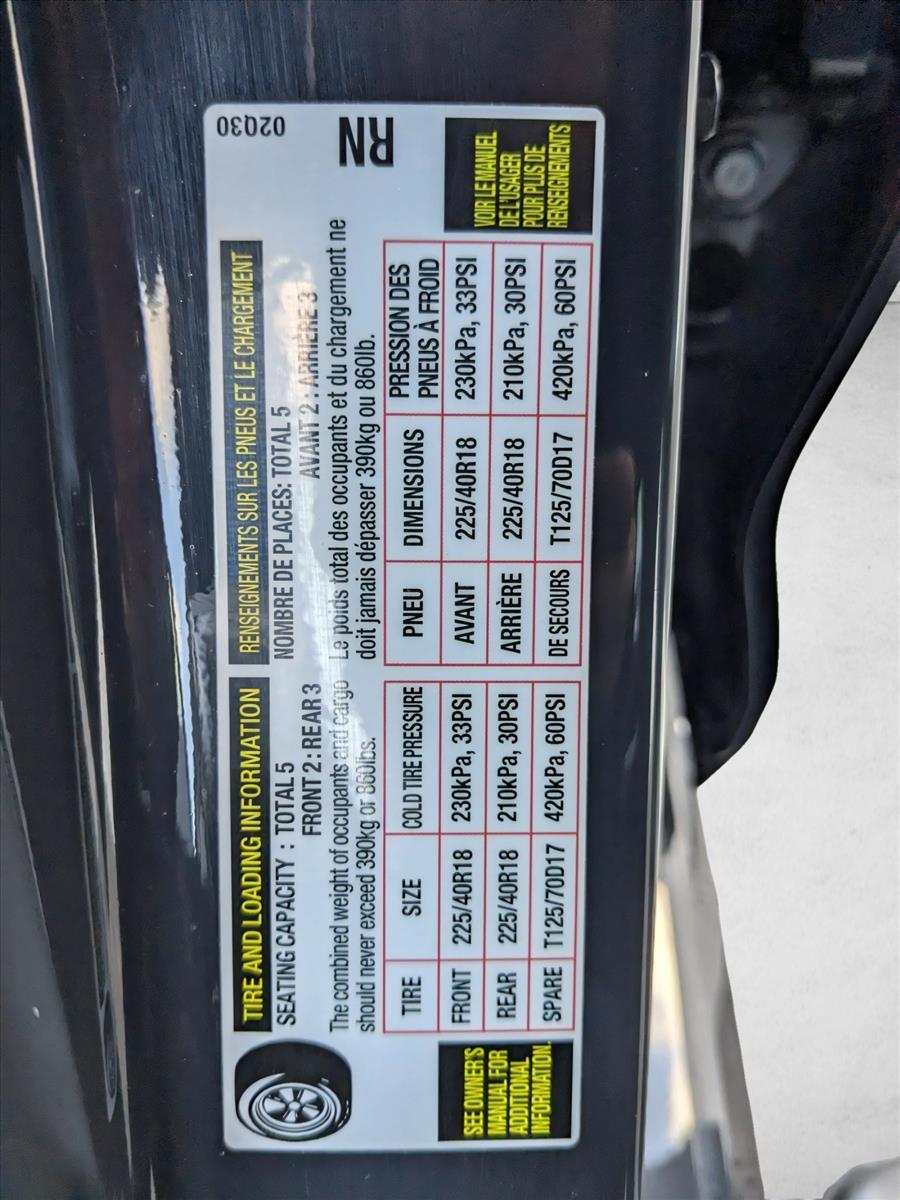 TIRE AND LOADING INFORMATION
SEATING CAPACITY : TOTAL 5
FRONT 2 : REAR 3
The combined weight of occupants and cargo
should never exceed 390kg or 860lbs.
TIRE SIZE COLD TIRE PRESSURE
FRONT 225/40R18 230kPa, 33PSI
REAR 225/40R18 210kPa, 30PSI
SPARE T125/70D17 420kPa, 60PSI
SEE OWNER'S
MANUAL FOR
ADDITIONAL
INFORMATION.
RENSEIGNEMENTS SUR LES PNEUS ET LE CHARGEMENT
NOMBRE DE PLACES: TOTAL 5
AVANT 2 : ARRIÈRE 3
Le poids total des occupants et du chargement ne
doit jamais dépasser 390kg ou 860lb.
PNEU DIMENSIONS PRESSION DES
PNEUS À FROID
AVANT 225/40R18 230kPa, 33PSI
ARRIÈRE 225/40R18 210kPa, 30PSI
DE SECOURS T125/70D17 420kPa, 60PSI
02Q30
RN
VOIR LE MANUEL
DE L'USAGER
POUR PLUS DE
RENSEIGNEMENTS